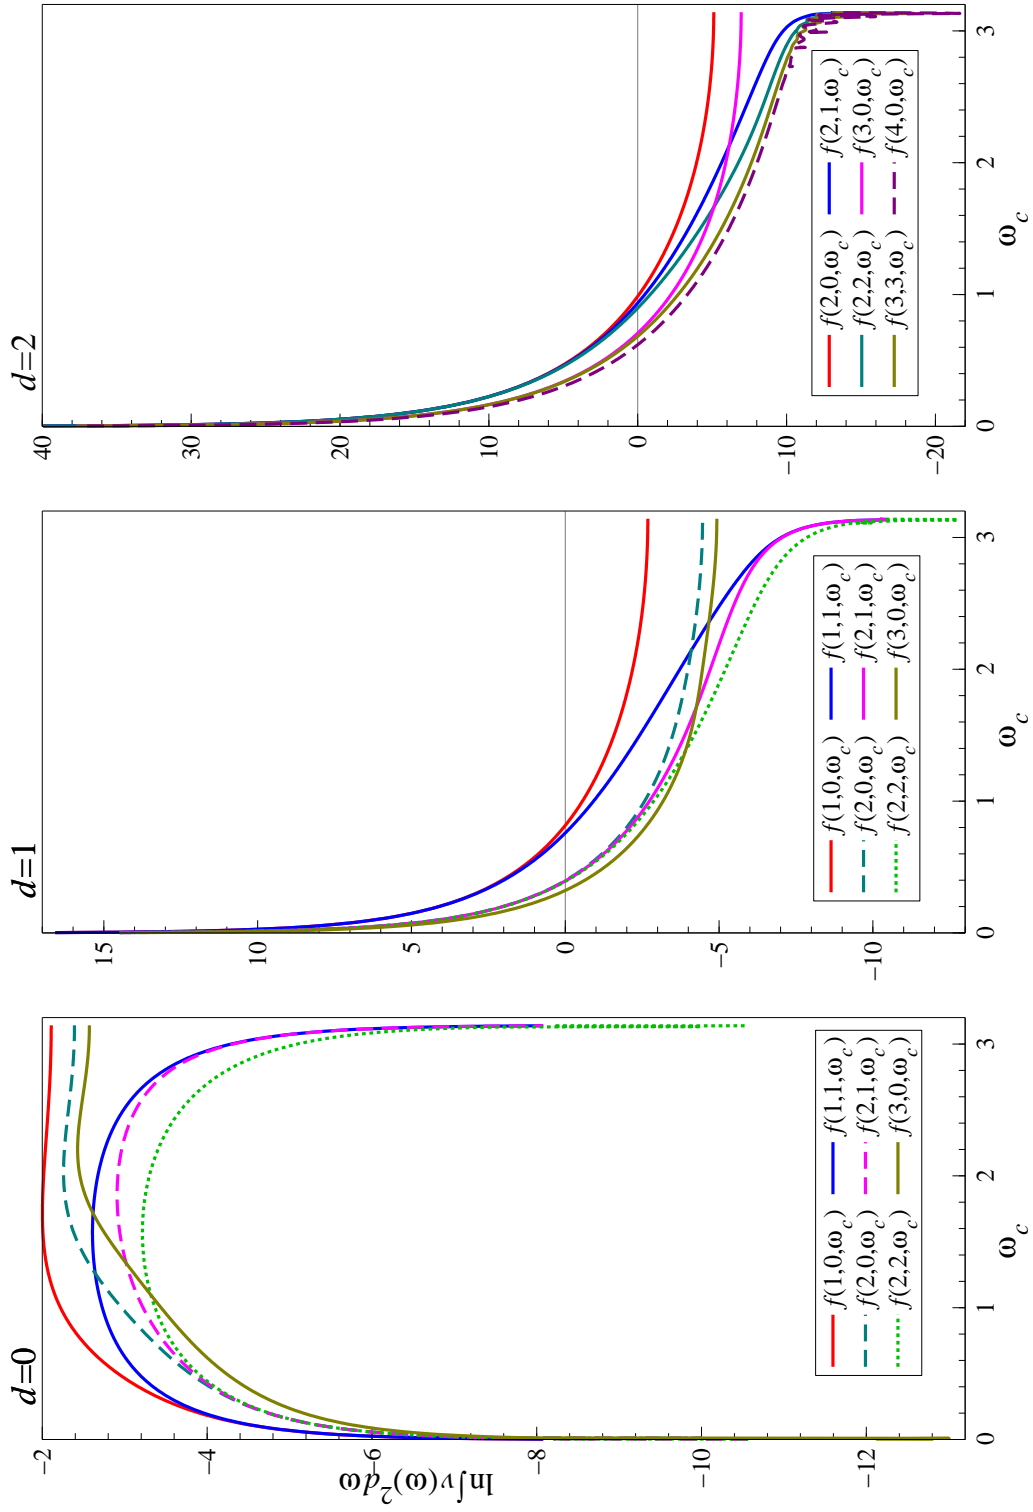 d=0
ln∫v(ω)²dω
−2
−4
−6
−8
−10
−12
0
1
2
3
ω_c
f(1,0,ω_c) f(1,1,ω_c)
f(2,0,ω_c) f(2,1,ω_c)
f(2,2,ω_c) f(3,0,ω_c)
d=1
15
10
5
0
−5
−10
0
1
2
3
ω_c
f(1,0,ω_c) f(1,1,ω_c)
f(2,0,ω_c) f(2,1,ω_c)
f(2,2,ω_c) f(3,0,ω_c)
d=2
40
30
20
10
0
−10
−20
0
1
2
3
ω_c
f(2,0,ω_c) f(2,1,ω_c)
f(2,2,ω_c) f(3,0,ω_c)
f(3,3,ω_c) f(4,0,ω_c)